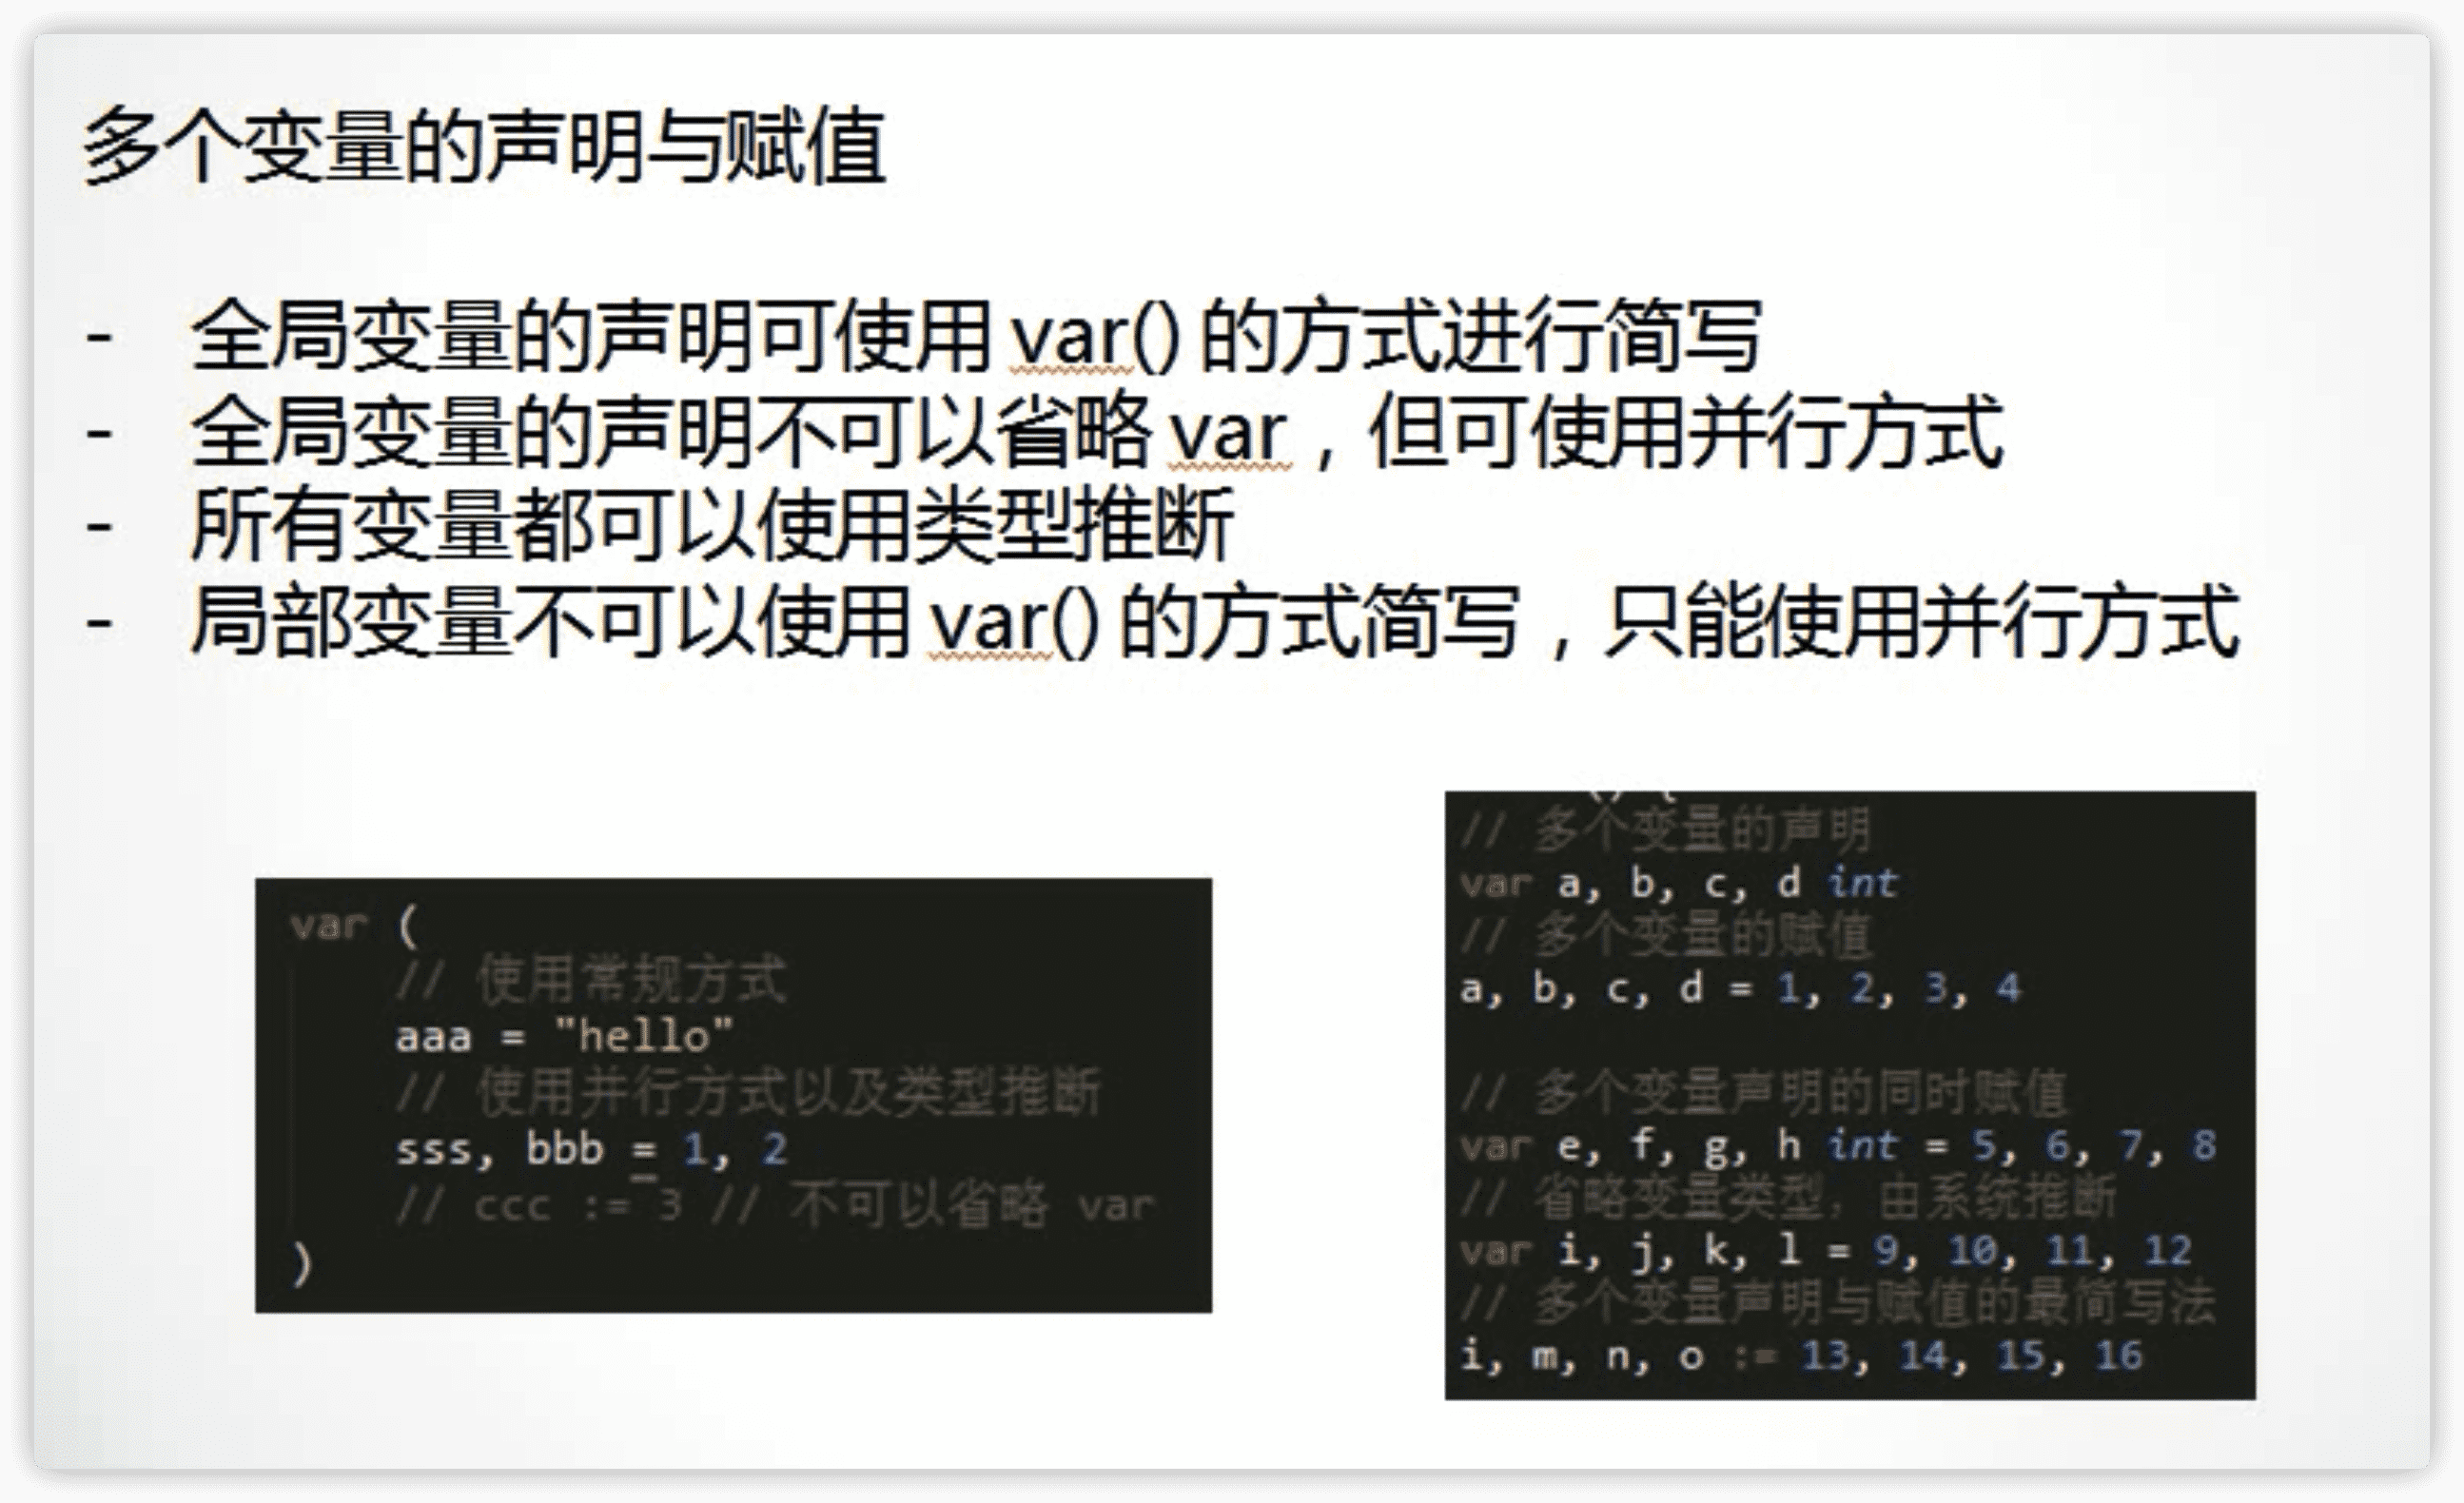 多个变量的声明与赋值
- 全局变量的声明可使用 var() 的方式进行简写
- 全局变量的声明不可以省略 var，但可使用并行方式
- 所有变量都可以使用类型推断
- 局部变量不可以使用 var() 的方式简写，只能使用并行方式
var (
// 使用常规方式
aaa = "hello"
// 使用并行方式以及类型推断
sss, bbb = 1, 2
// ccc := 3 // 不可以省略 var
)
// 多个变量的声明
var a, b, c, d int
// 多个变量的赋值
a, b, c, d = 1, 2, 3, 4
// 多个变量声明的同时赋值
var e, f, g, h int = 5, 6, 7, 8
// 省略变量类型，由系统推断
var i, j, k, l = 9, 10, 11, 12
// 多个变量声明与赋值的最简写法
i, m, n, o := 13, 14, 15, 16